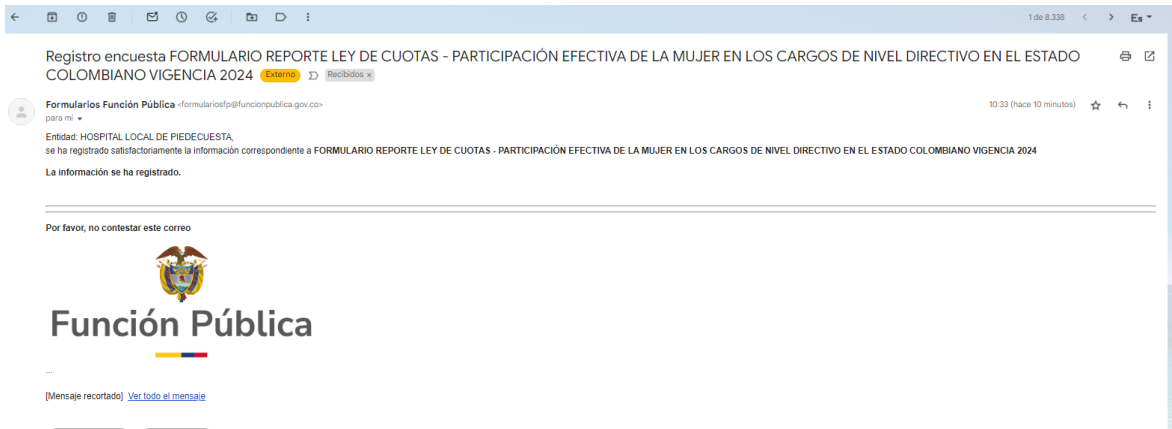 1 de 8.338
Es
Registro encuesta FORMULARIO REPORTE LEY DE CUOTAS - PARTICIPACIÓN EFECTIVA DE LA MUJER EN LOS CARGOS DE NIVEL DIRECTIVO EN EL ESTADO
COLOMBIANO VIGENCIA 2024 Externo Recibidos x
Formularios Función Pública <formulariosfp@funcionpublica.gov.co> 10:33 (hace 10 minutos)
para mí
Entidad: HOSPITAL LOCAL DE PIEDECUESTA,
se ha registrado satisfactoriamente la información correspondiente a FORMULARIO REPORTE LEY DE CUOTAS - PARTICIPACIÓN EFECTIVA DE LA MUJER EN LOS CARGOS DE NIVEL DIRECTIVO EN EL ESTADO COLOMBIANO VIGENCIA 2024
La información se ha registrado.
Por favor, no contestar este correo
Función Pública
...
[Mensaje recortado] Ver todo el mensaje